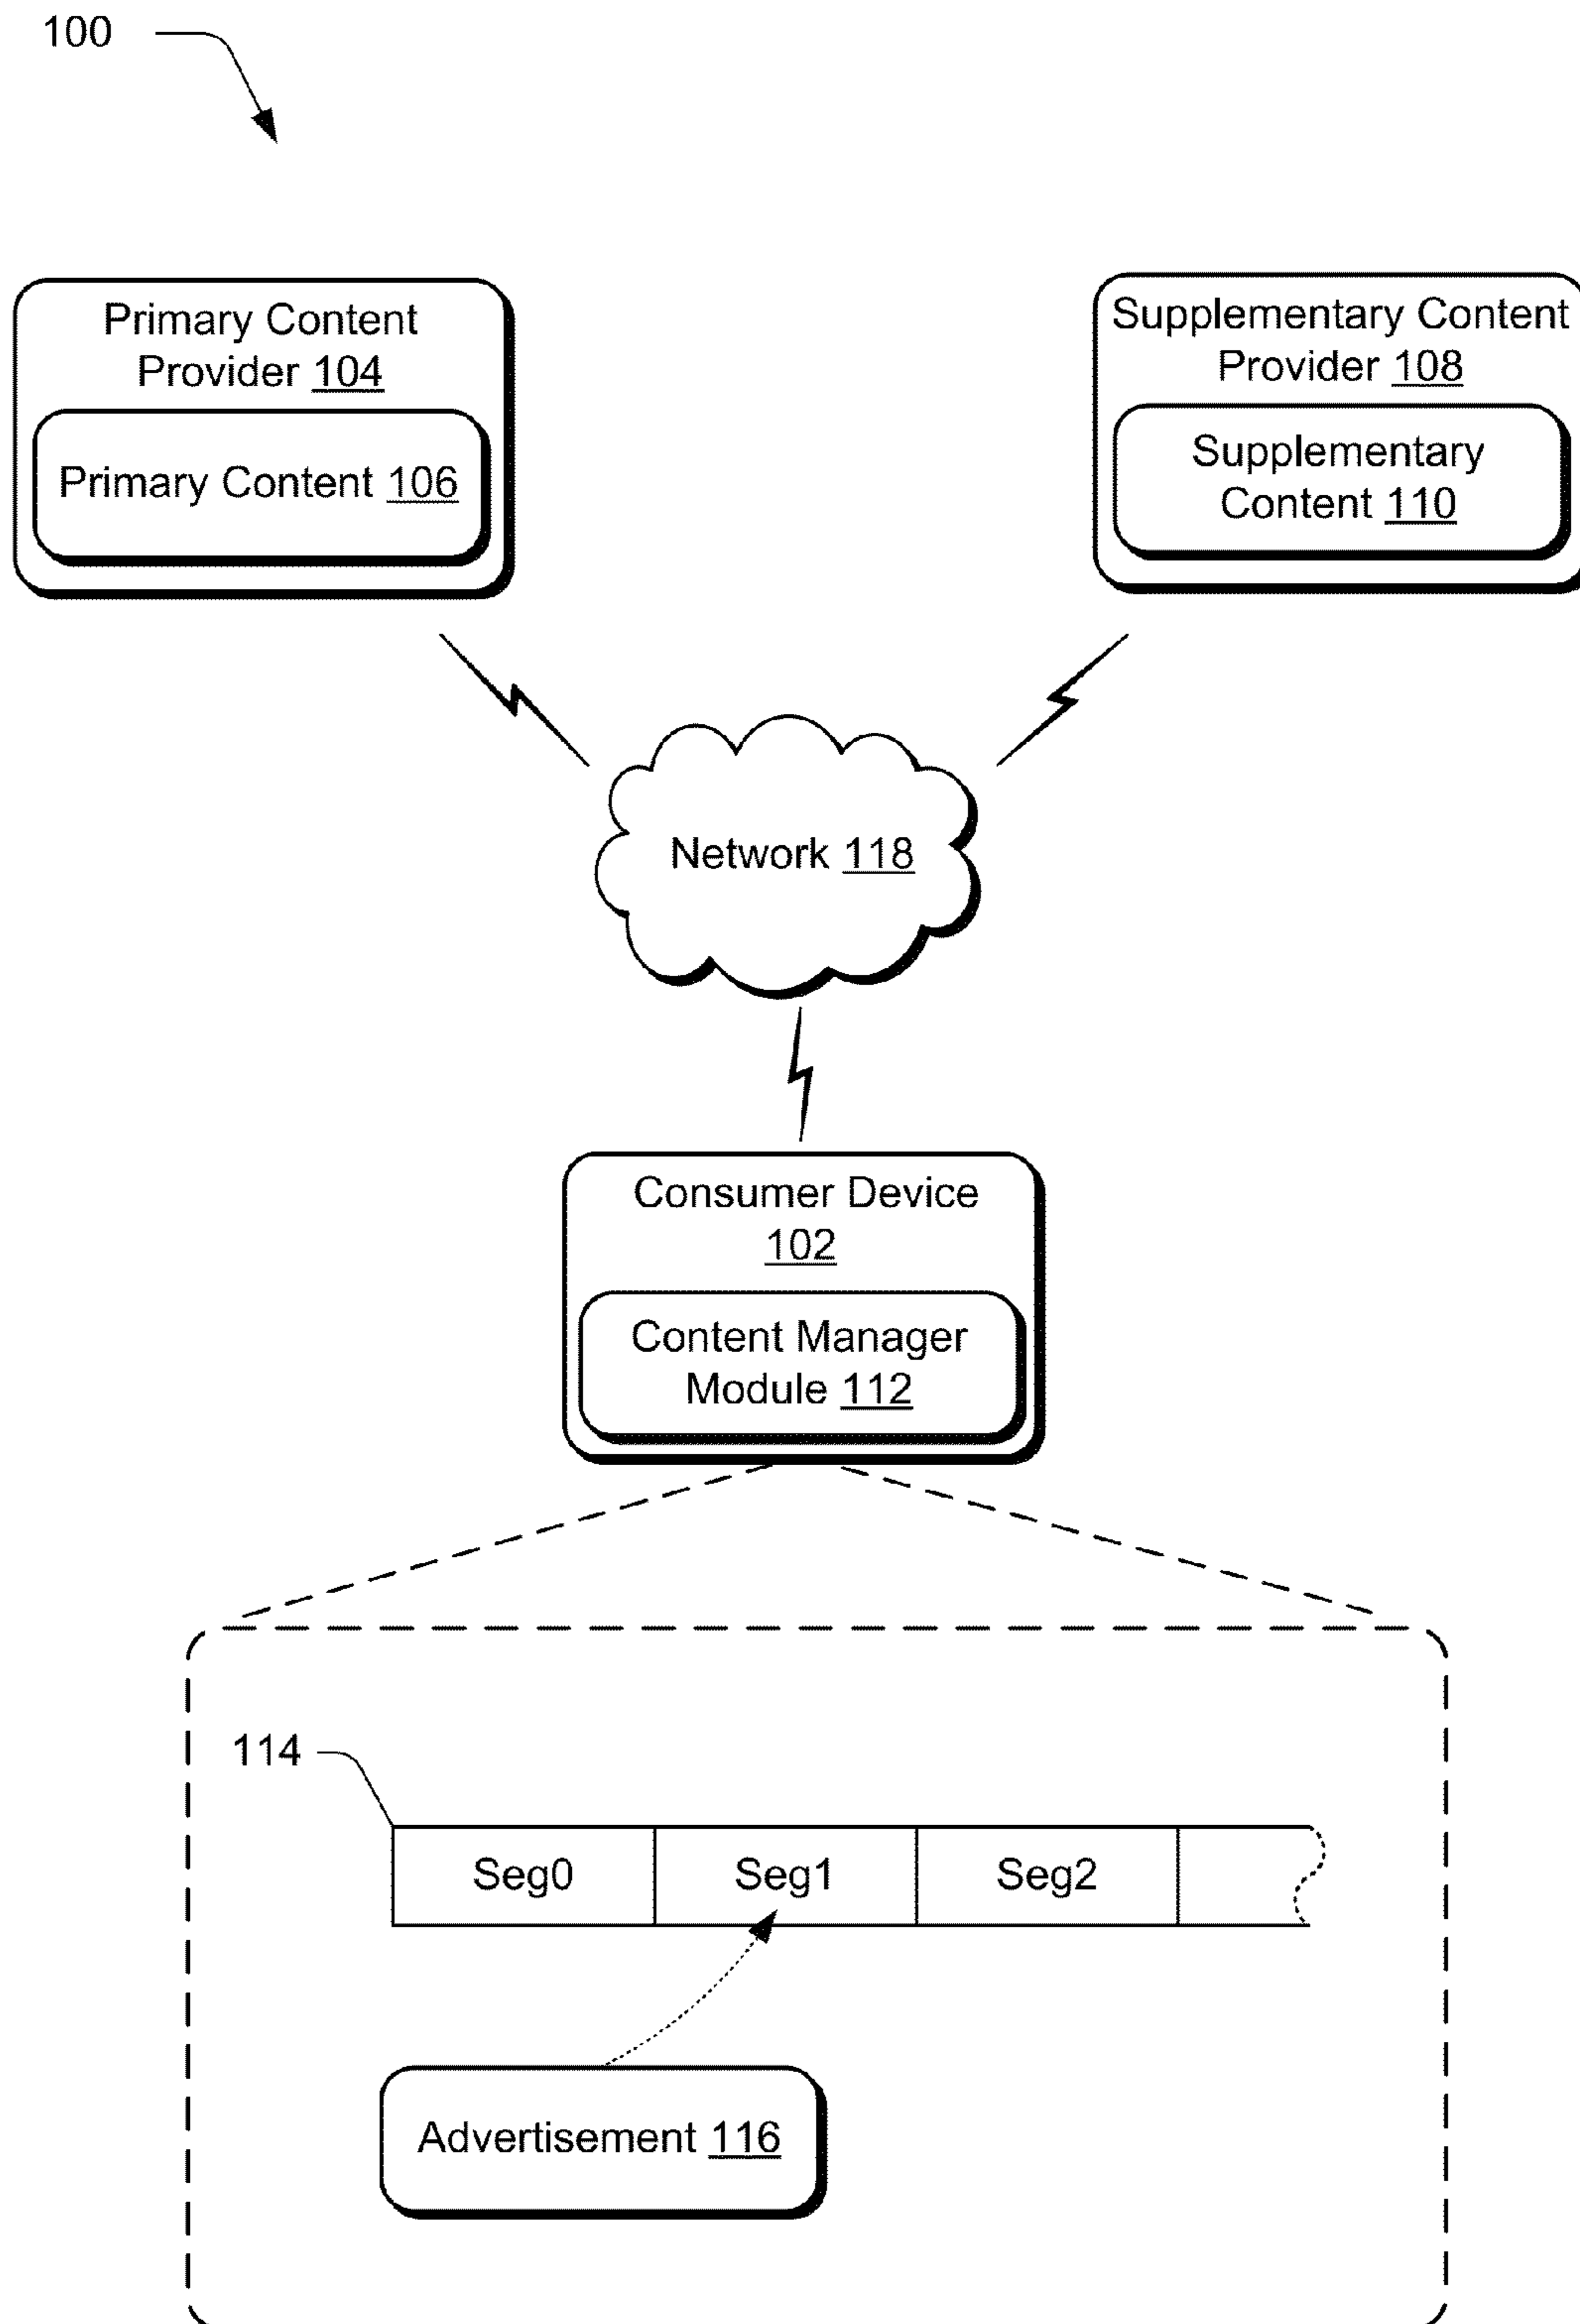 100
Primary Content
Provider 104
Primary Content 106
Supplementary Content
Provider 108
Supplementary
Content 110
Network 118
Consumer Device
102
Content Manager
Module 112
114
Seg0
Seg1
Seg2
Advertisement 116